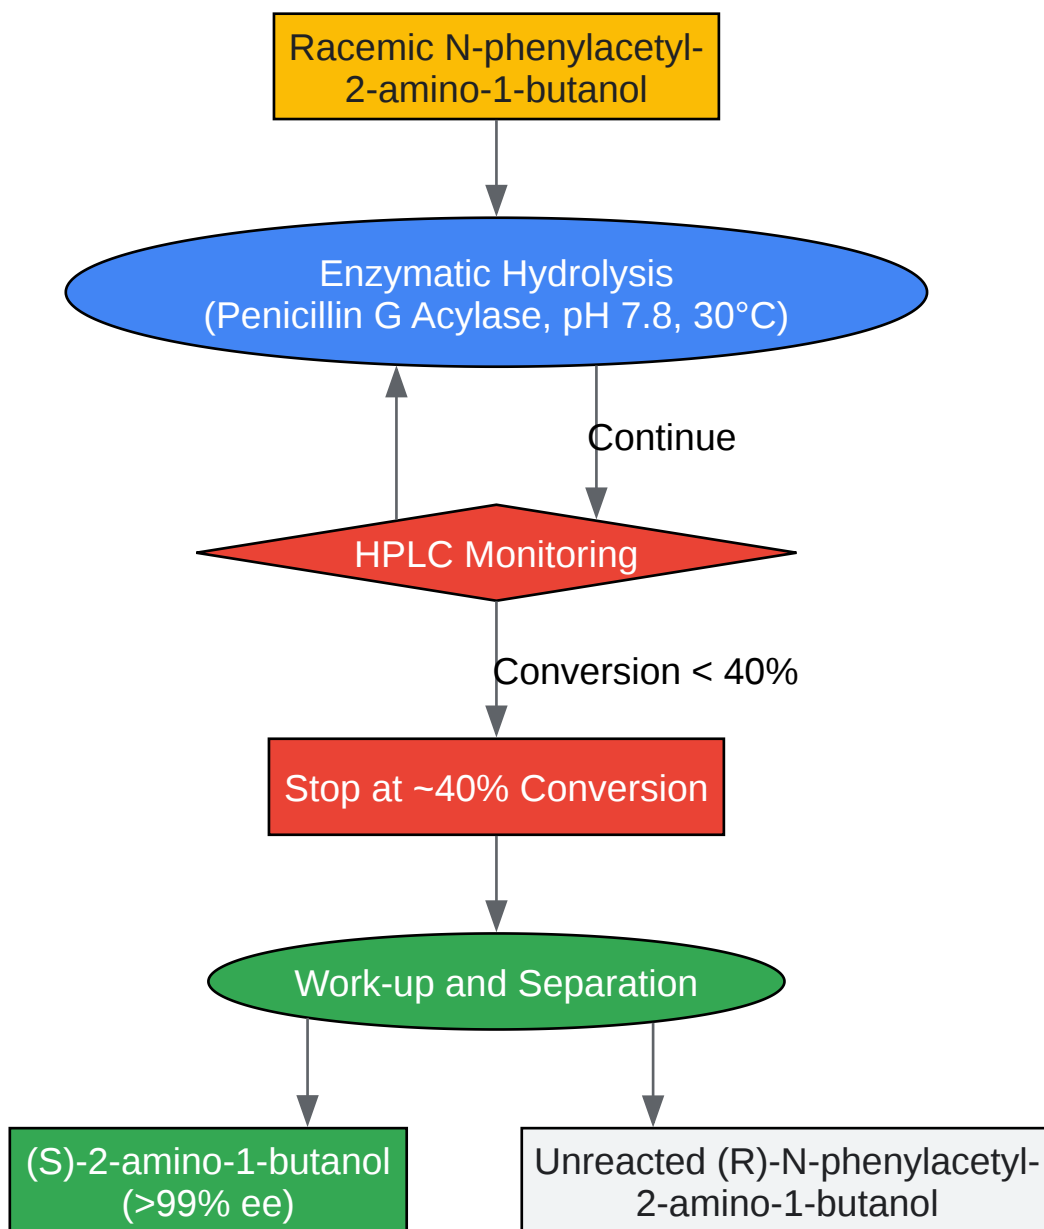 Racemic N-phenylacetyl-
2-amino-1-butanol
Enzymatic Hydrolysis
(Penicillin G Acylase, pH 7.8, 30°C)
Continue
HPLC Monitoring
Conversion < 40%
Stop at ~40% Conversion
Work-up and Separation
(S)-2-amino-1-butanol
(>99% ee)
Unreacted (R)-N-phenylacetyl-
2-amino-1-butanol